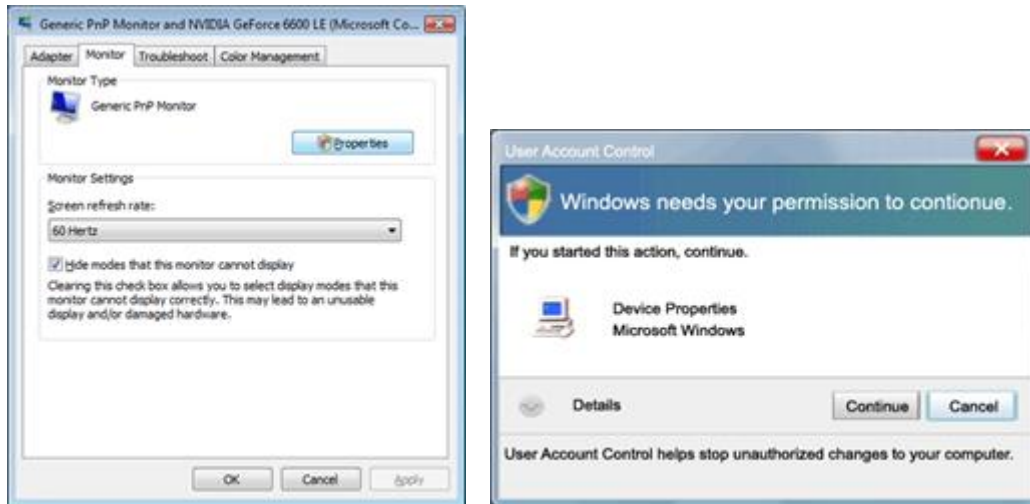 Generic PnP Monitor and NVIDIA GeForce 6600 LE (Microsoft Co...
Adapter Monitor Troubleshoot Color Management
Monitor Type
Generic PnP Monitor
Properties
Monitor Settings
Screen refresh rate:
60 Hertz
Hide modes that this monitor cannot display
Clearing this check box allows you to select display modes that this
monitor cannot display correctly. This may lead to an unusable
display and/or damaged hardware.
OK Cancel Apply
User Account Control
Windows needs your permission to contionue.
If you started this action, continue.
Device Properties
Microsoft Windows
Details Continue Cancel
User Account Control helps stop unauthorized changes to your computer.